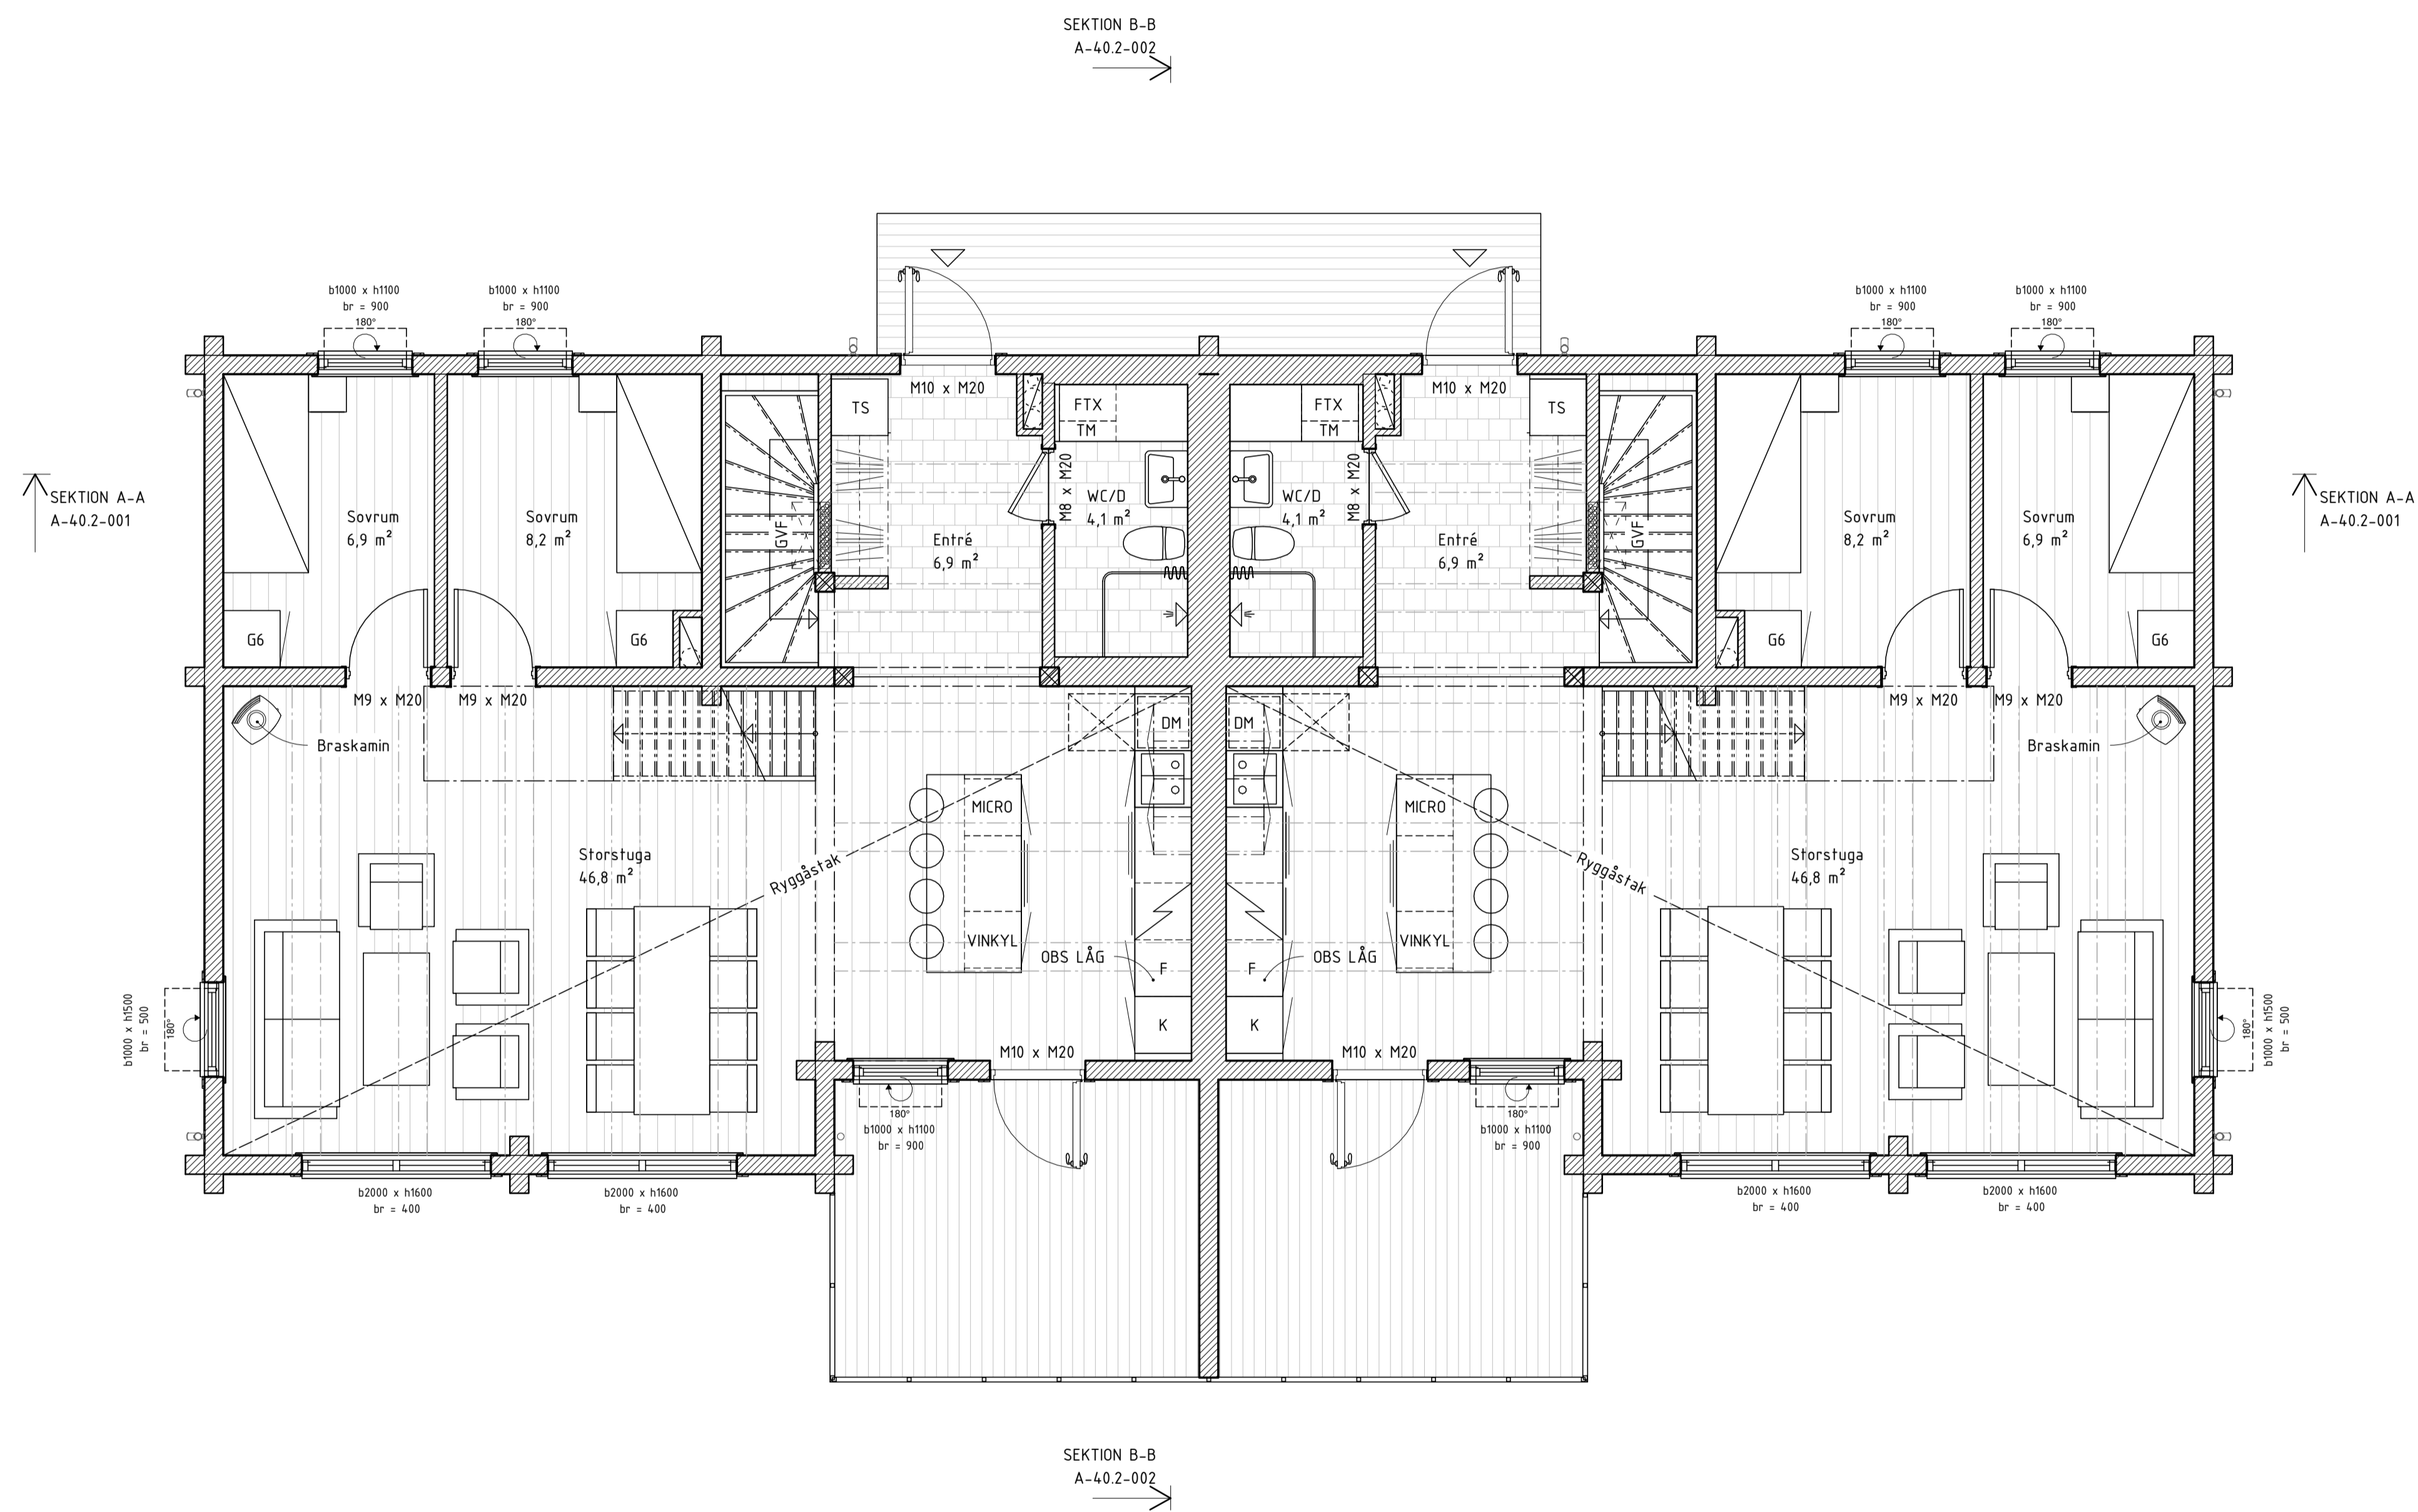 SEKTION B-B
A-40.2-002
b1000 x h1100
br = 900
180°
b1000 x h1100
br = 900
180°
b1000 x h1100
br = 900
180°
b1000 x h1100
br = 900
180°
M10 x M20
M10 x M20
TS
FTX
TM
FTX
TM
TS
SEKTION A-A
A-40.2-001
Sovrum
6,9 m²
Sovrum
8,2 m²
GVF
Entré
6,9 m²
M8 x M20
WC/D
4,1 m²
WC/D
4,1 m²
M8 x M20
Entré
6,9 m²
GVF
Sovrum
8,2 m²
Sovrum
6,9 m²
SEKTION A-A
A-40.2-001
G6
G6
G6
G6
M9 x M20
M9 x M20
M9 x M20
M9 x M20
Braskamin
DM
DM
Braskamin
MICRO
MICRO
Storstuga
46,8 m²
Ryggåstak
Ryggåstak
Storstuga
46,8 m²
VINKYL
VINKYL
OBS LÅG
F
F
OBS LÅG
K
K
b1000 x h1500
br = 500
180°
M10 x M20
M10 x M20
180°
b1000 x h1500
br = 500
180°
b1000 x h1100
br = 900
180°
b1000 x h1100
br = 900
b2000 x h1600
br = 400
b2000 x h1600
br = 400
b2000 x h1600
br = 400
b2000 x h1600
br = 400
SEKTION B-B
A-40.2-002